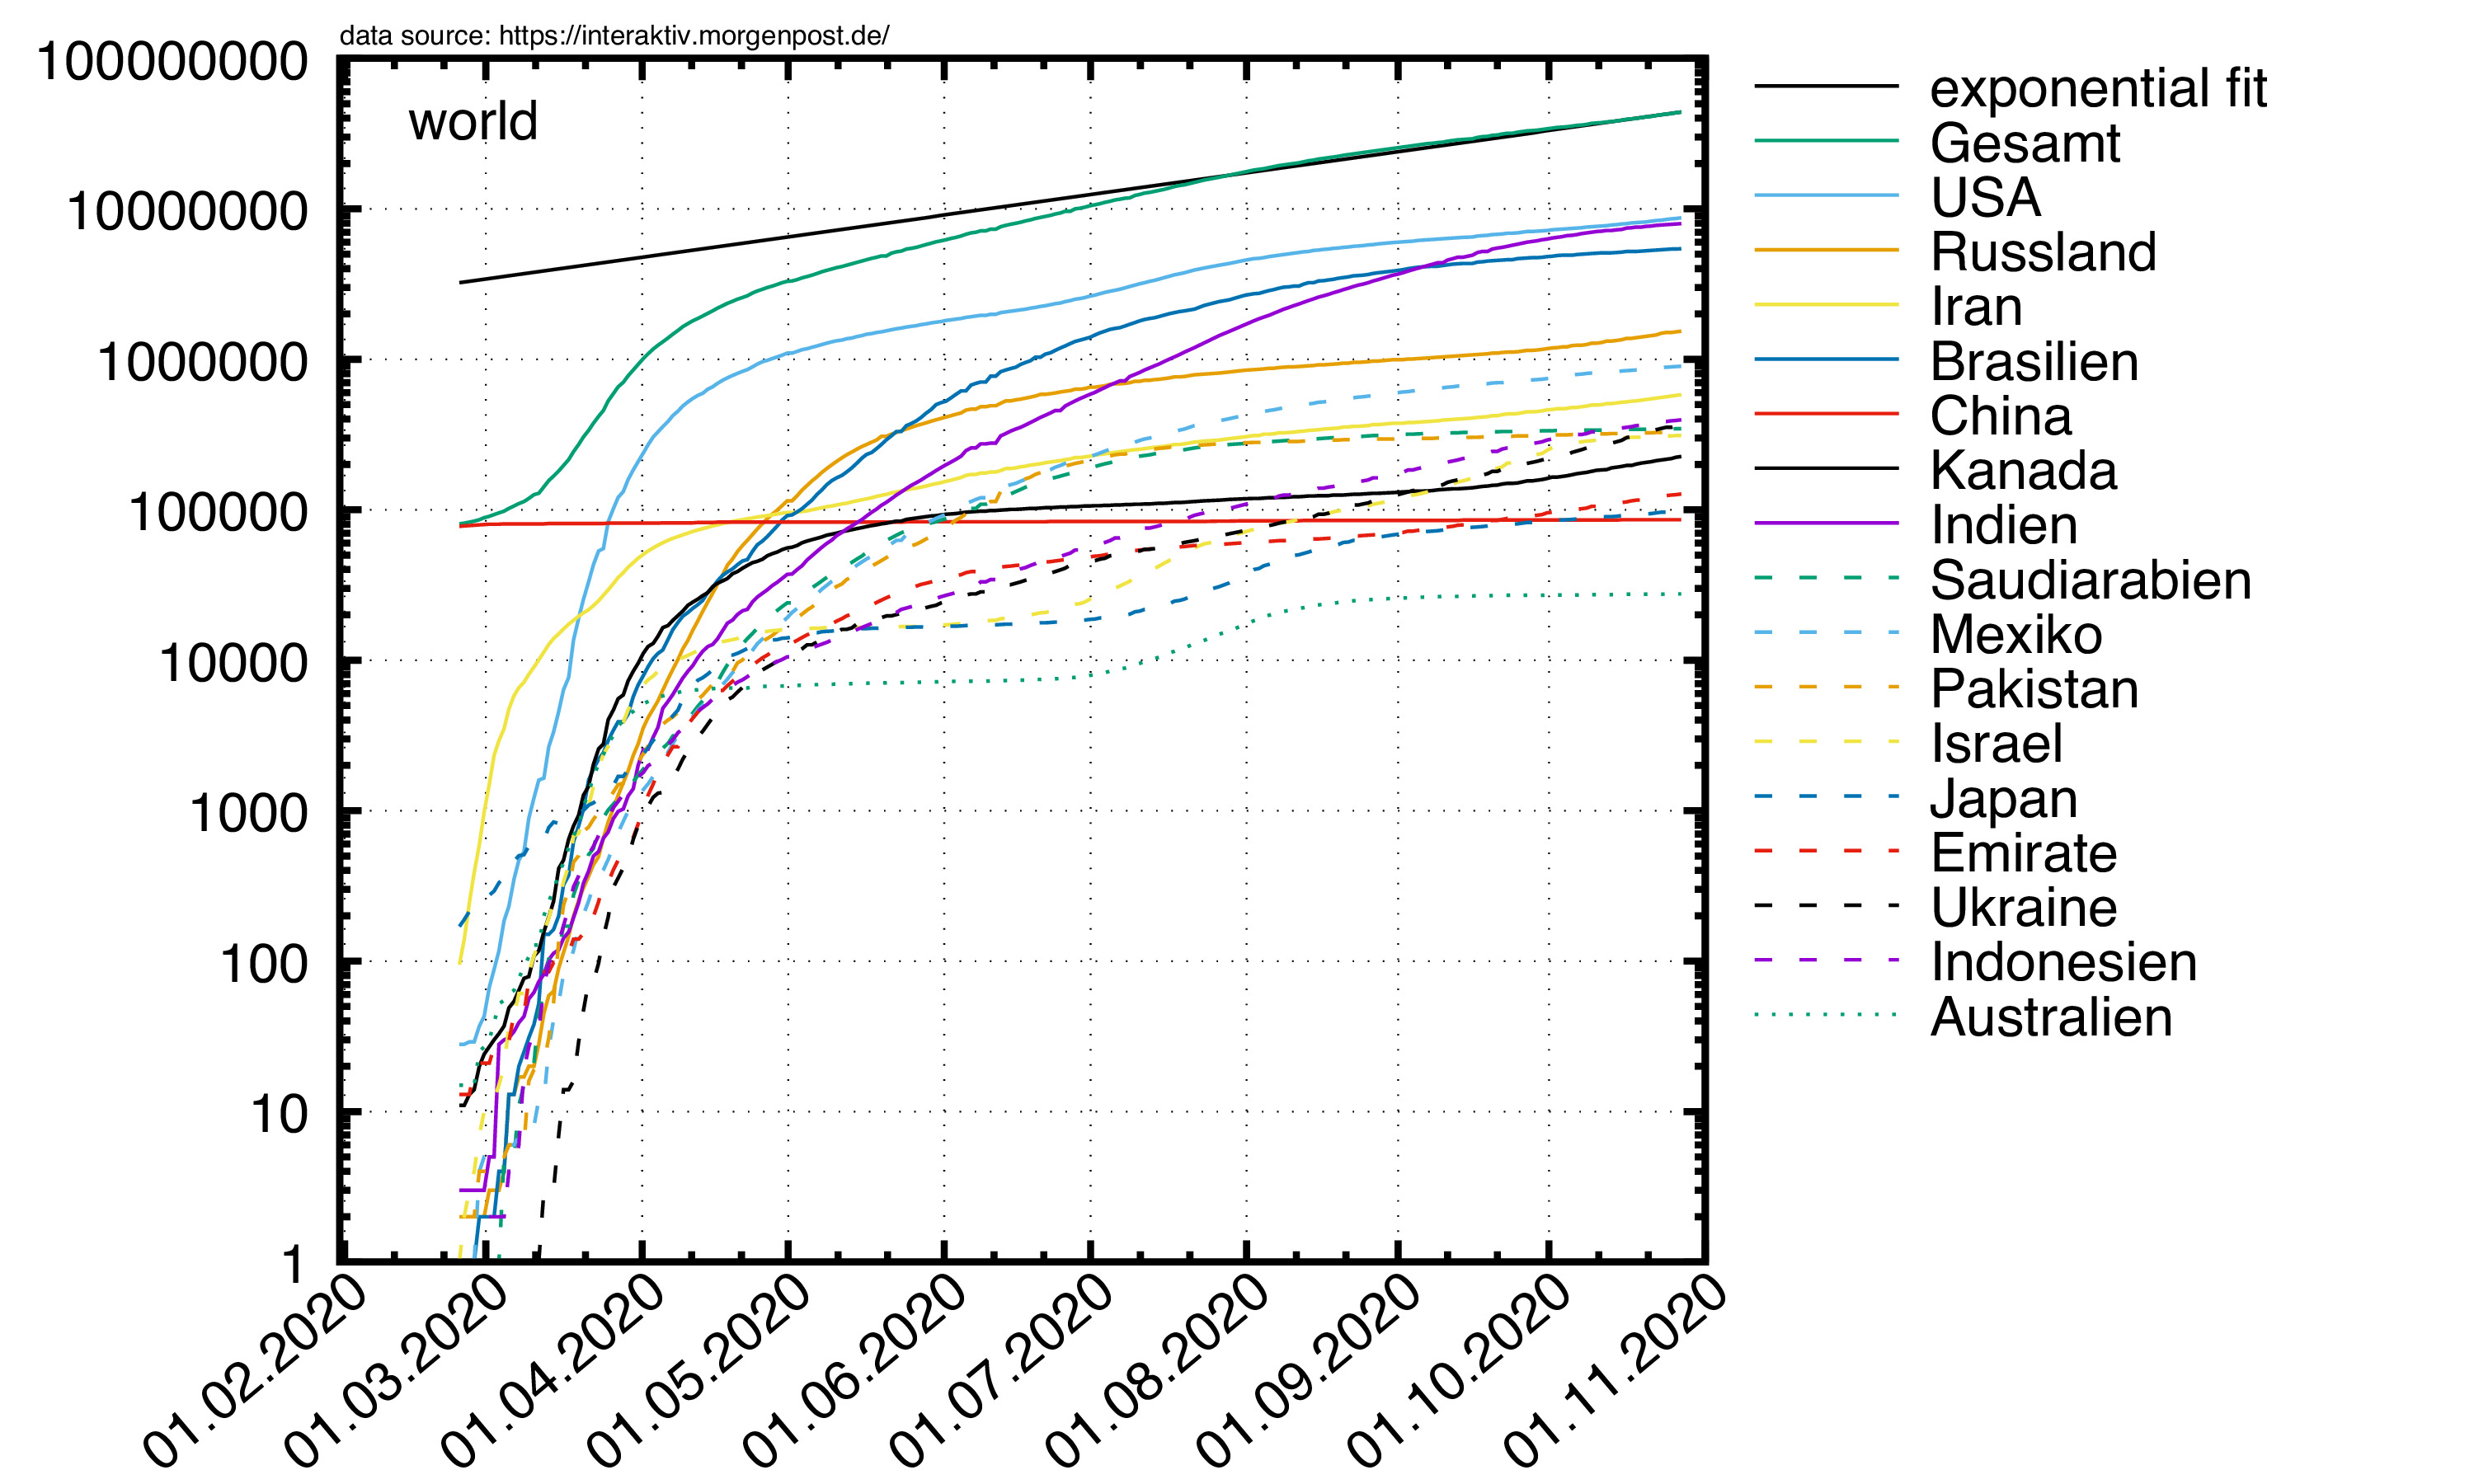 data source: https://interaktiv.morgenpost.de/
world
100000000
10000000
1000000
100000
10000
1000
100
10
1
01.02.2020
01.03.2020
01.04.2020
01.05.2020
01.06.2020
01.07.2020
01.08.2020
01.09.2020
01.10.2020
01.11.2020
exponential fit
Gesamt
USA
Russland
Iran
Brasilien
China
Kanada
Indien
Saudiarabien
Mexiko
Pakistan
Israel
Japan
Emirate
Ukraine
Indonesien
Australien